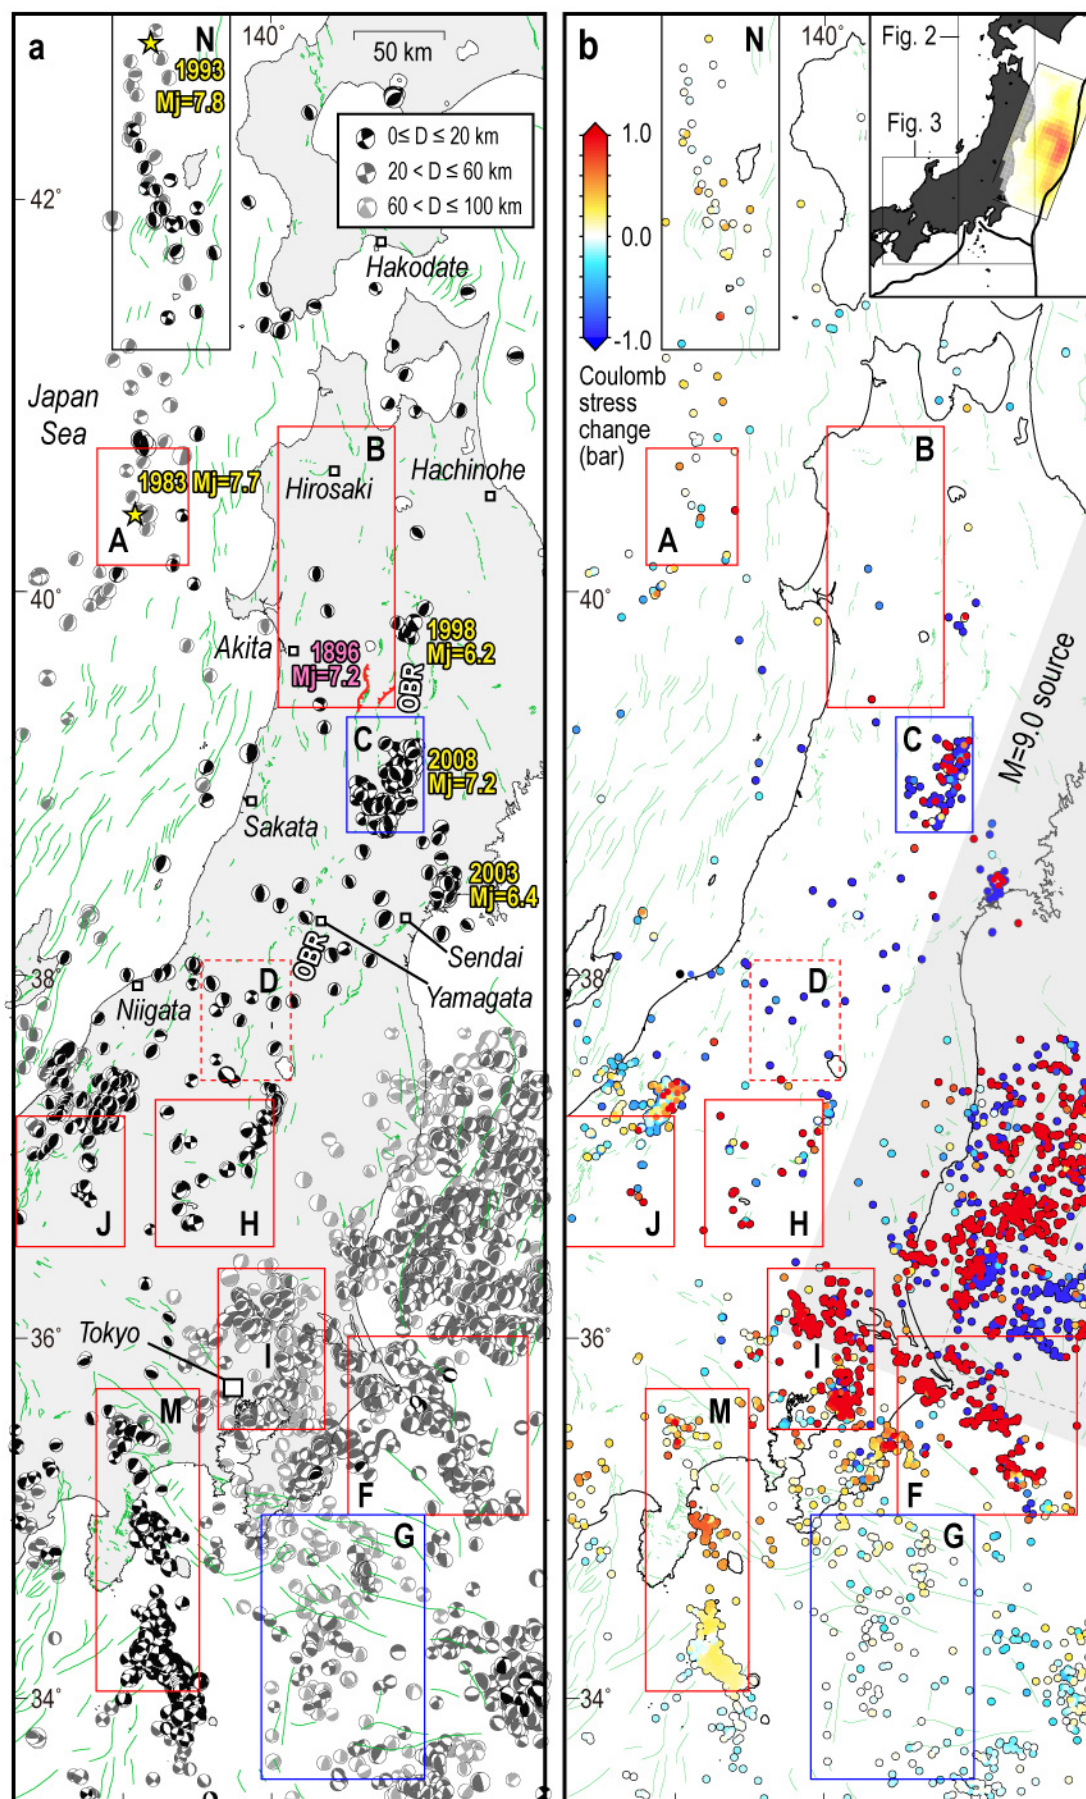 a
N
140°
50 km
1993
Mj=7.8
0≤ D ≤ 20 km
20 < D ≤ 60 km
60 < D ≤ 100 km
42°
Hakodate
Japan
Sea
B
Hirosaki
Hachinohe
1983 Mj=7.7
A
40°
Akita
1896
Mj=7.2
1998
Mj=6.2
OBR
C
2008
Mj=7.2
Sakata
2003
Mj=6.4
OBR
Sendai
38°
D
Niigata
Yamagata
J
H
36°
Tokyo
I
M
F
G
34°
b
N
140°
Fig. 2
Fig. 3
1.0
0.0
-1.0
42°
Coulomb
stress
change
(bar)
B
A
40°
C
M=9.0 source
38°
D
J
H
36°
I
M
F
G
34°